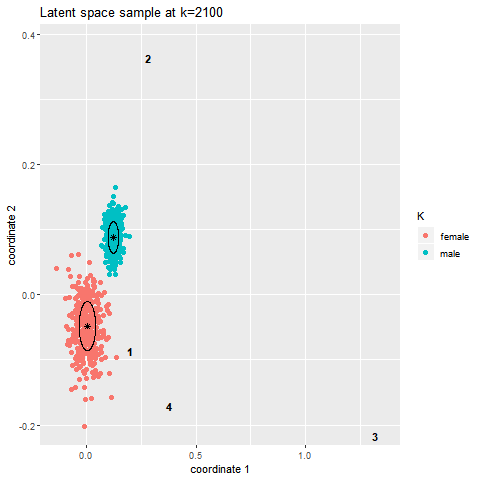 Latent space sample at k=2100
0.4
2
0.2
0.0
1
4
3
-0.2
0.0
0.5
1.0
coordinate 1
coordinate 2
K
female
male